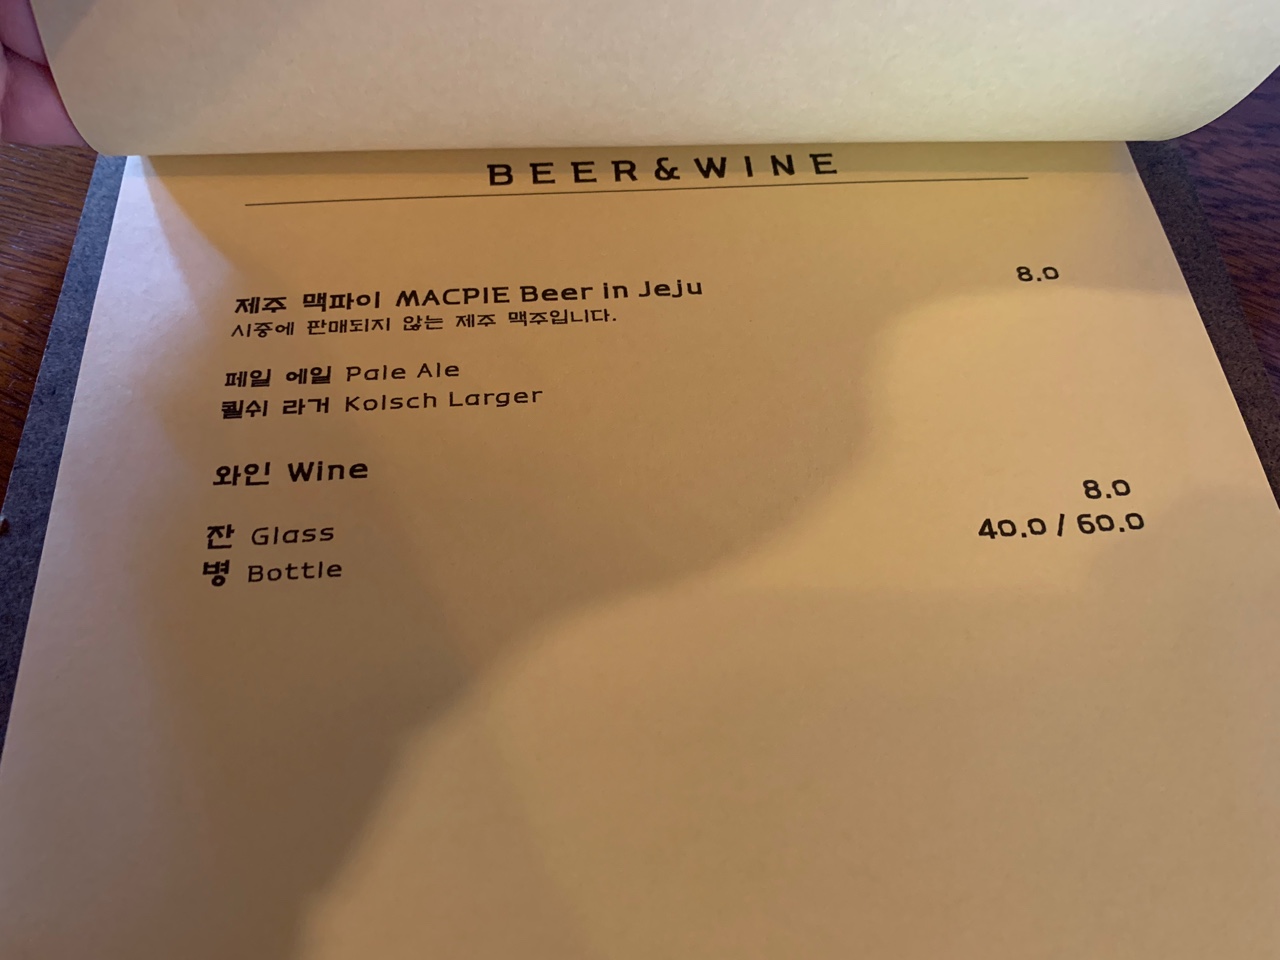 BEER&WINE
제주 맥파이 MACPIE Beer in Jeju 8.0
시중에 판매되지 않는 제주 맥주입니다.
페일 에일 Pale Ale
퀠쉬 라거 Kolsch Larger
와인 Wine
잔 Glass 8.0
병 Bottle 40.0 / 60.0